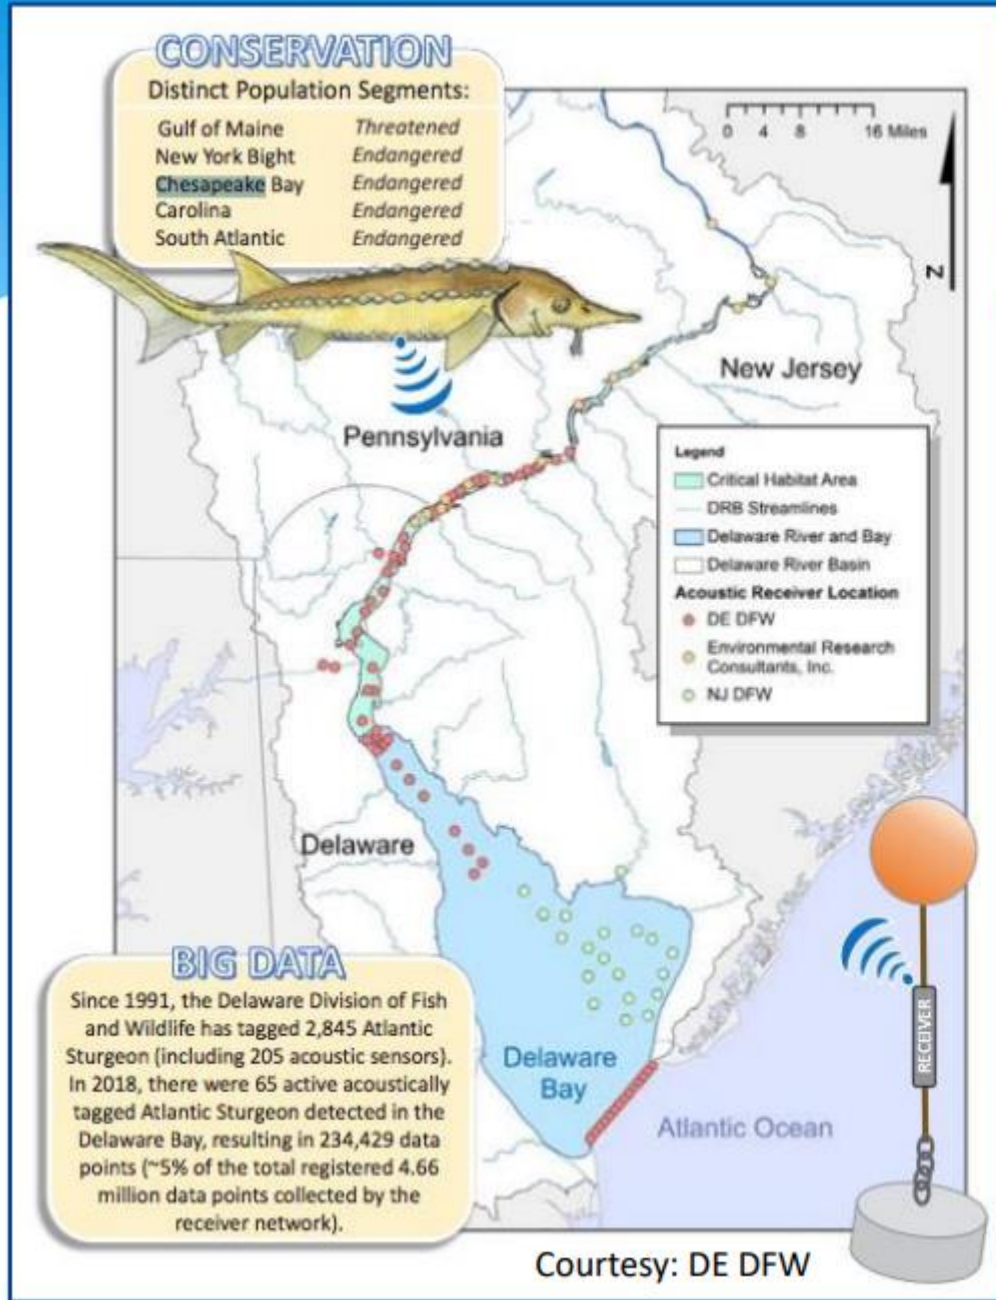 CONSERVATION
Distinct Population Segments:
Gulf of Maine Threatened
New York Bight Endangered
Chesapeake Bay Endangered
Carolina Endangered
South Atlantic Endangered
0 4 8 16 Miles
N
New Jersey
Pennsylvania
Legend
Critical Habitat Area
DRB Streamlines
Delaware River and Bay
Delaware River Basin
Acoustic Receiver Location
DE DFW
Environmental Research
Consultants, Inc.
NJ DFW
Delaware
BIG DATA
Since 1991, the Delaware Division of Fish
and Wildlife has tagged 2,845 Atlantic
Sturgeon (including 205 acoustic sensors).
In 2018, there were 65 active acoustically
tagged Atlantic Sturgeon detected in the
Delaware Bay, resulting in 234,429 data
points (~5% of the total registered 4.66
million data points collected by the
receiver network).
Delaware
Bay
Atlantic Ocean
RECEIVER
Courtesy: DE DFW